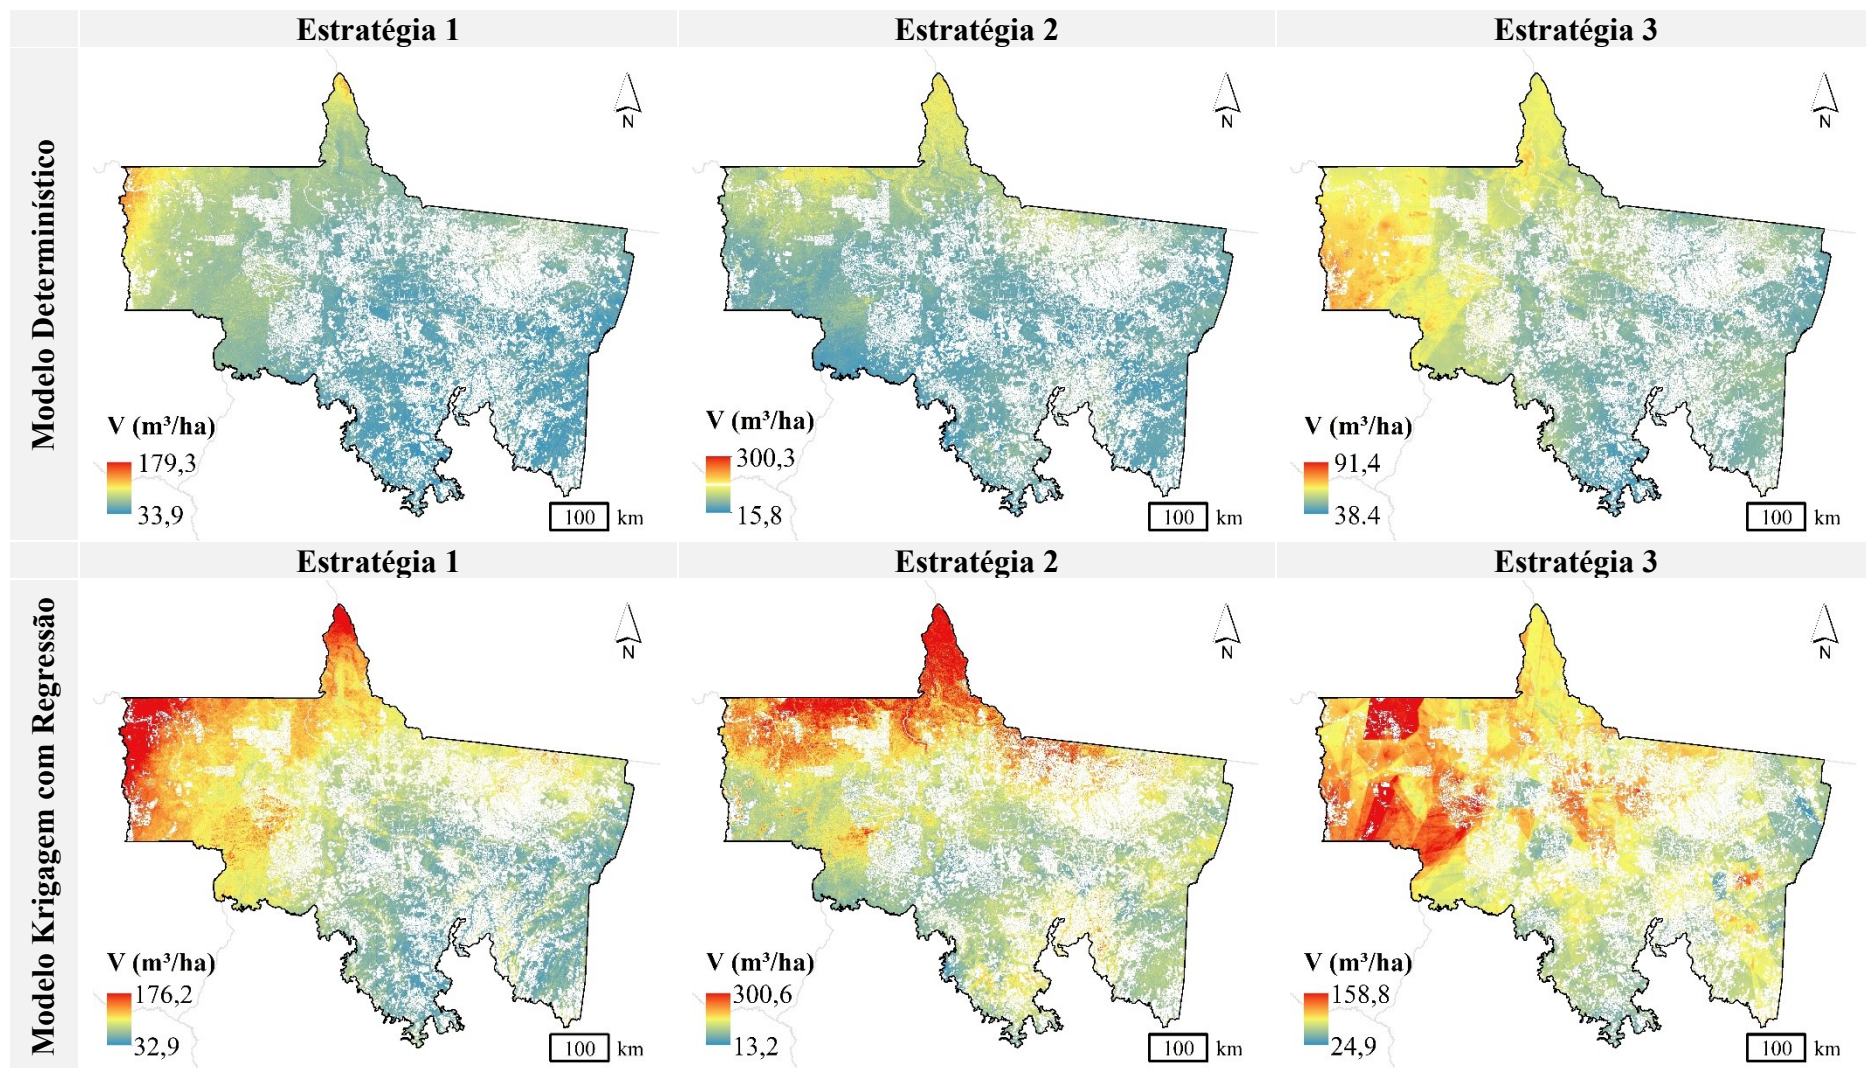 Estratégia 1
Estratégia 2
Estratégia 3
Modelo Determinístico
N
V (m³/ha)
179,3
33,9
100 km
N
V (m³/ha)
300,3
15,8
100 km
N
V (m³/ha)
91,4
38.4
100 km
Estratégia 1
Estratégia 2
Estratégia 3
Modelo Krigagem com Regressão
N
V (m³/ha)
176,2
32,9
100 km
N
V (m³/ha)
300,6
13,2
100 km
N
V (m³/ha)
158,8
24,9
100 km